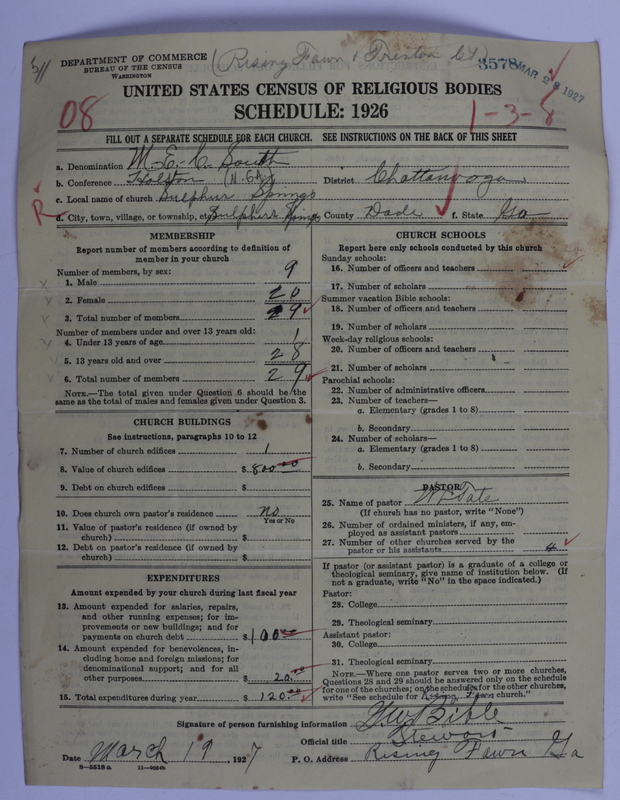 DEPARTMENT OF COMMERCE
BUREAU OF THE CENSUS
WASHINGTON
(Rising Fawn & Trenton Ct)
3578 MAR 28 1927
UNITED STATES CENSUS OF RELIGIOUS BODIES
SCHEDULE: 1926
08
1-3-8
FILL OUT A SEPARATE SCHEDULE FOR EACH CHURCH. SEE INSTRUCTIONS ON THE BACK OF THIS SHEET
a. Denomination M.E.C. South
b. Conference Holston (N. Ga) District Chattanooga
c. Local name of church Sulphur Springs
R
d. City, town, village, or township, etc. Sulphur Springs County Dade f. State Ga
MEMBERSHIP
Report number of members according to definition of
member in your church
Number of members, by sex:
1. Male 9
2. Female 20
3. Total number of members 29
Number of members under and over 13 years old:
4. Under 13 years of age 1
5. 13 years old and over 28
6. Total number of members 29
NOTE.—The total given under Question 6 should be the
same as the total of males and females given under Question 3.
CHURCH BUILDINGS
See instructions, paragraphs 10 to 12
7. Number of church edifices 1
8. Value of church edifices $ 800.00
9. Debt on church edifices $
10. Does church own pastor's residence no
Yes or No
11. Value of pastor's residence (if owned by
church) $
12. Debt on pastor's residence (if owned by
church) $
EXPENDITURES
Amount expended by your church during last fiscal year
13. Amount expended for salaries, repairs,
and other running expenses; for im-
provements or new buildings; and for
payments on church debt $ 100.00
14. Amount expended for benevolences, in-
cluding home and foreign missions; for
denominational support; and for all
other purposes $ 20.00
15. Total expenditures during year $ 120.00
CHURCH SCHOOLS
Report here only schools conducted by this church
Sunday schools:
16. Number of officers and teachers
17. Number of scholars
Summer vacation Bible schools:
18. Number of officers and teachers
19. Number of scholars
Week-day religious schools:
20. Number of officers and teachers
21. Number of scholars
Parochial schools:
22. Number of administrative officers
23. Number of teachers—
a. Elementary (grades 1 to 8)
b. Secondary
24. Number of scholars—
a. Elementary (grades 1 to 8)
b. Secondary
PASTOR
25. Name of pastor Tate
(If church has no pastor, write "None")
26. Number of ordained ministers, if any, em-
ployed as assistant pastors
27. Number of other churches served by the
pastor or his assistants 4
If pastor (or assistant pastor) is a graduate of a college or
theological seminary, give name of institution below. (If
not a graduate, write "No" in the space indicated.)
Pastor:
28. College
29. Theological seminary
Assistant pastor:
30. College
31. Theological seminary
NOTE.—Where one pastor serves two or more churches,
Questions 28 and 29 should be answered only on the schedule
for one of the churches; on the schedule for the other churches,
write "See schedule for Rising Fawn church."
Signature of person furnishing information Bible
Official title Stewart
Date March 19, 1927 P. O. Address Rising Fawn Ga
8—5518a